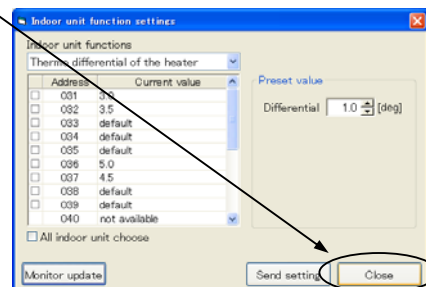 Indoor unit function settings
Indoor unit functions
Thermo differential of the heater
Address Current value
031 3.0
032 3.5
033 default
034 default
035 default
036 5.0
037 4.5
038 default
039 default
040 not available
All indoor unit choose
Preset value
Differential 1.0 [deg]
Monitor update Send setting Close